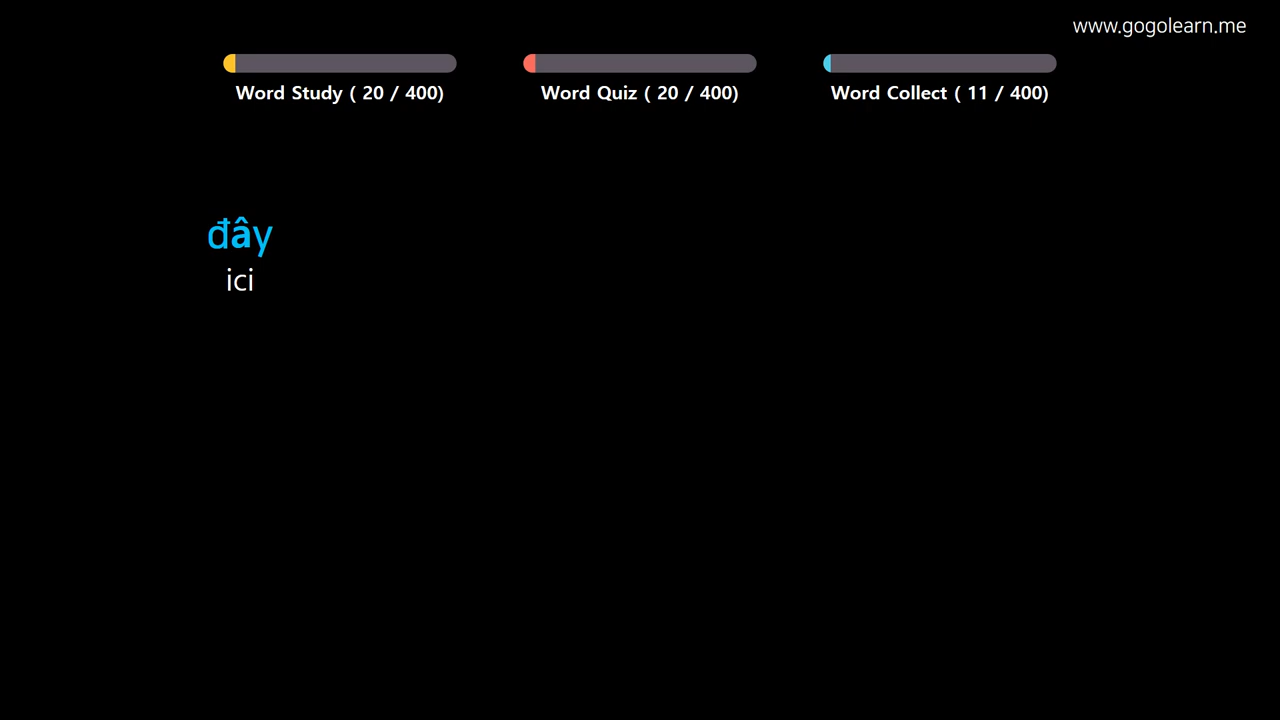 www.gogolearn.me
Word Study ( 20 / 400)
Word Quiz ( 20 / 400)
Word Collect ( 11 / 400)
đây
ici